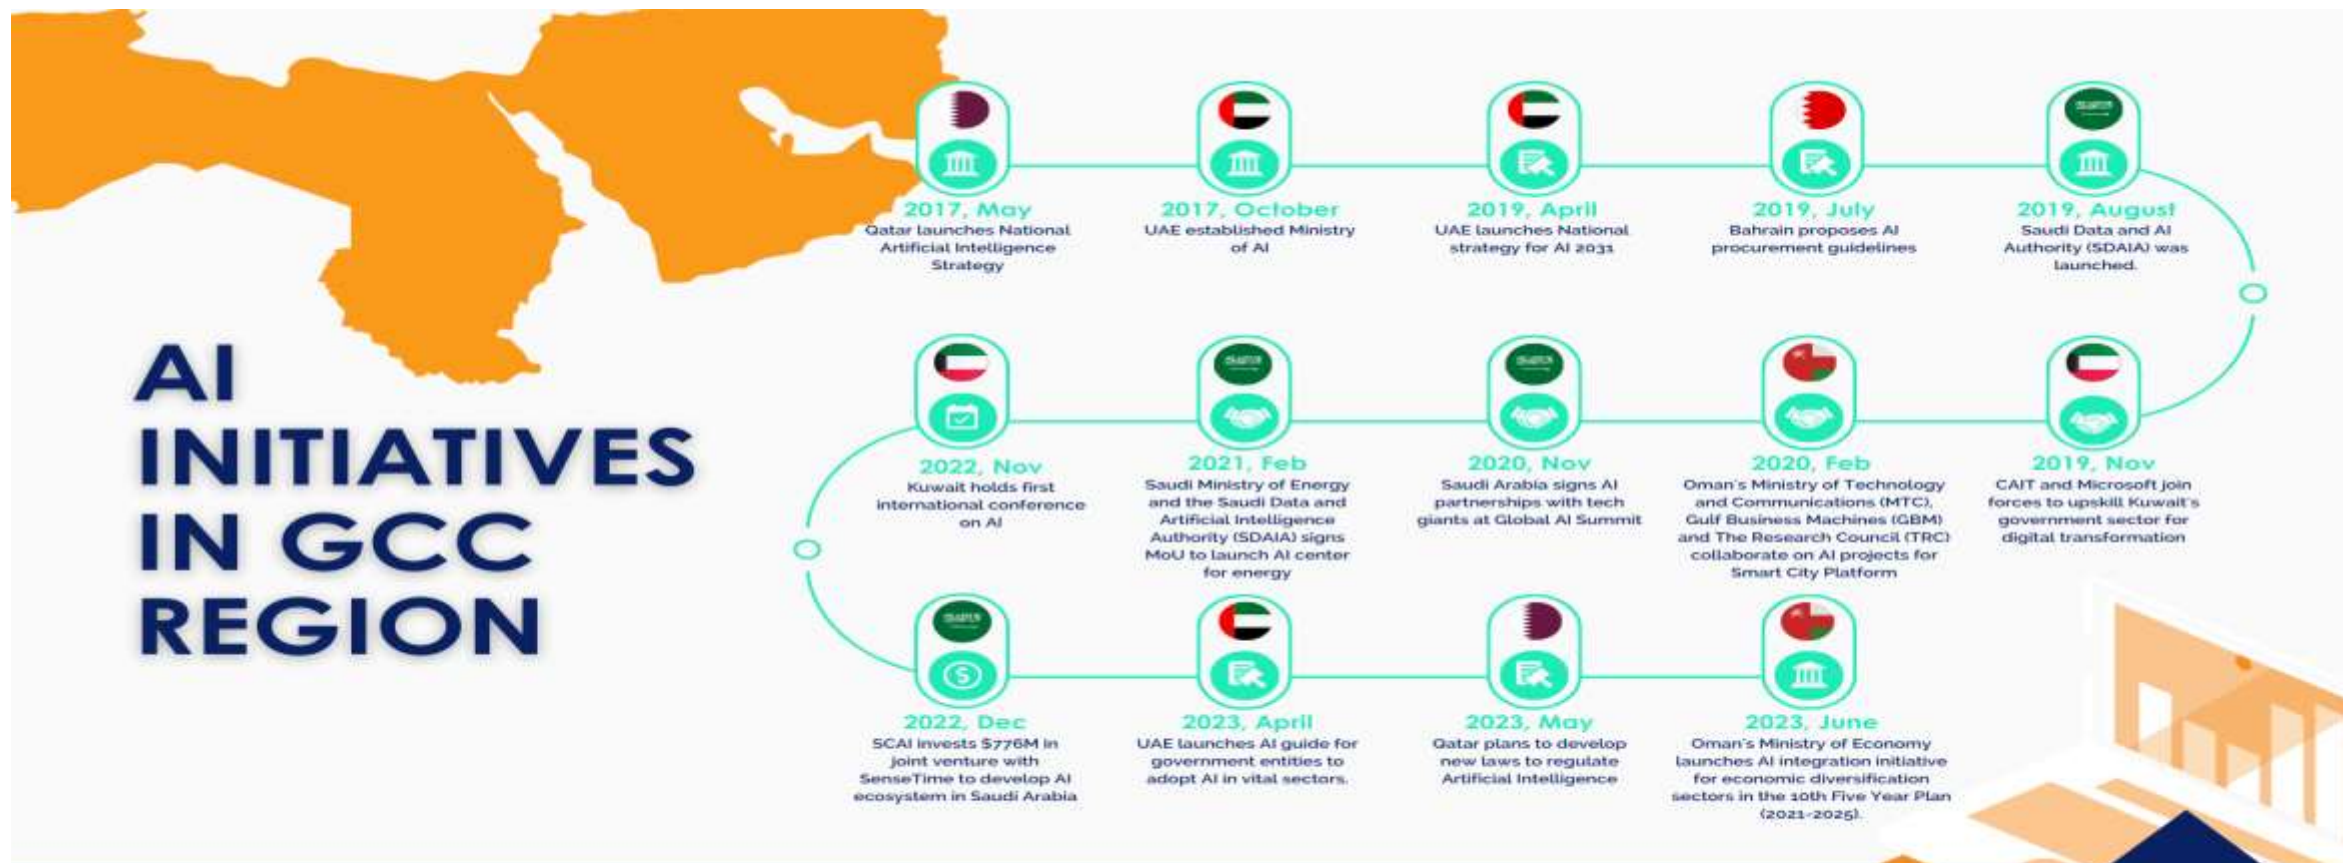 AI
INITIATIVES
IN GCC
REGION
2017, May
Qatar launches National
Artificial Intelligence
Strategy
2017, October
UAE established Ministry
of AI
2019, April
UAE launches National
strategy for AI 2031
2019, July
Bahrain proposes AI
procurement guidelines
2019, August
Saudi Data and AI
Authority (SDAIA) was
launched.
2022, Nov
Kuwait holds first
international conference
on AI
2021, Feb
Saudi Ministry of Energy
and the Saudi Data and
Artificial Intelligence
Authority (SDAIA) signs
MoU to launch AI center
for energy
2020, Nov
Saudi Arabia signs AI
partnerships with tech
giants at Global AI Summit
2020, Feb
Oman's Ministry of Technology
and Communications (MTC),
Gulf Business Machines (GBM)
and The Research Council (TRC)
collaborate on AI projects for
Smart City Platform
2019, Nov
CAIT and Microsoft join
forces to upskill Kuwait's
government sector for
digital transformation
2022, Dec
SCAI invests $776M in
joint venture with
SenseTime to develop AI
ecosystem in Saudi Arabia
2023, April
UAE launches AI guide for
government entities to
adopt AI in vital sectors.
2023, May
Qatar plans to develop
new laws to regulate
Artificial Intelligence
2023, June
Oman's Ministry of Economy
launches AI integration initiative
for economic diversification
sectors in the 10th Five Year Plan
(2021-2025).